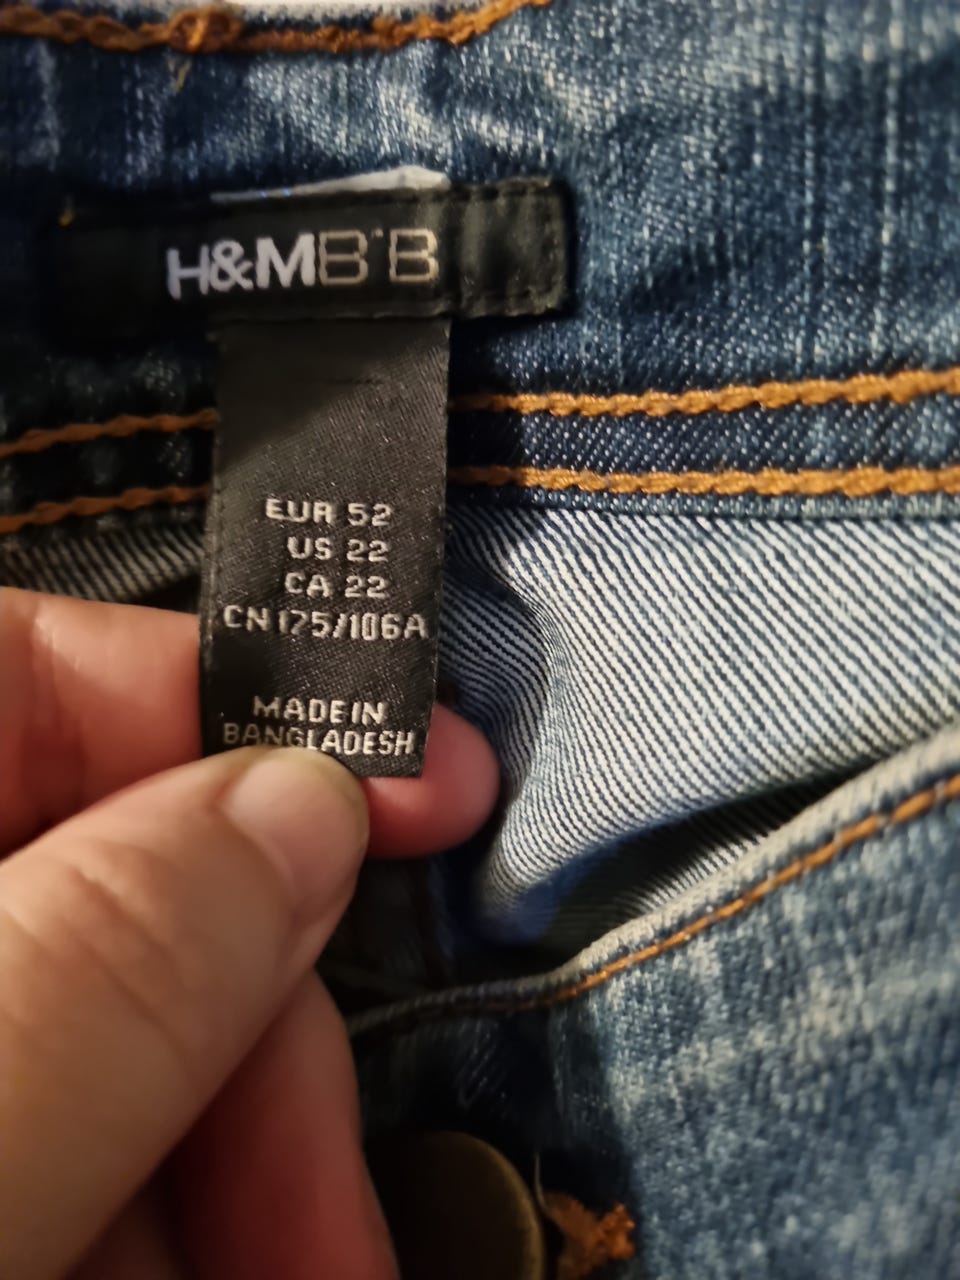 H&MB¨B
EUR 52
US 22
CA 22
CN 175/106A
MADE IN
BANGLADESH